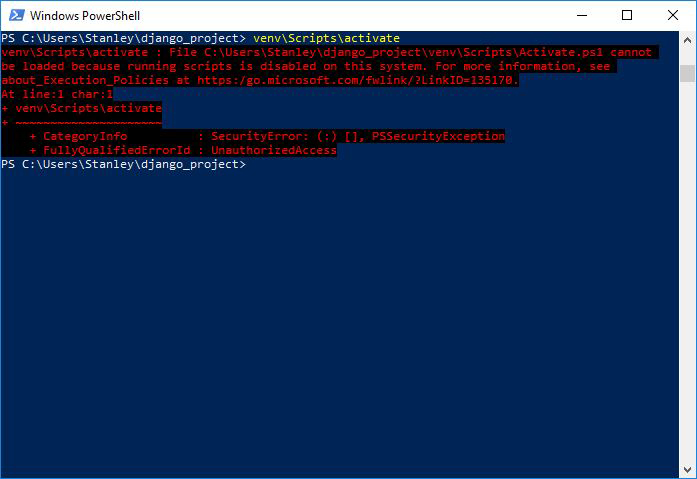 Windows PowerShell
PS C:\Users\Stanley\django_project> venv\Scripts\activate
venv\Scripts\activate : File C:\Users\Stanley\django_project\venv\Scripts\Activate.ps1 cannot
be loaded because running scripts is disabled on this system. For more information, see
about_Execution_Policies at https:/go.microsoft.com/fwlink/?LinkID=135170.
At line:1 char:1
+ venv\Scripts\activate
+ ~~~~~~~~~~~~~~~~~~~~~
    + CategoryInfo          : SecurityError: (:) [], PSSecurityException
    + FullyQualifiedErrorId : UnauthorizedAccess
PS C:\Users\Stanley\django_project>